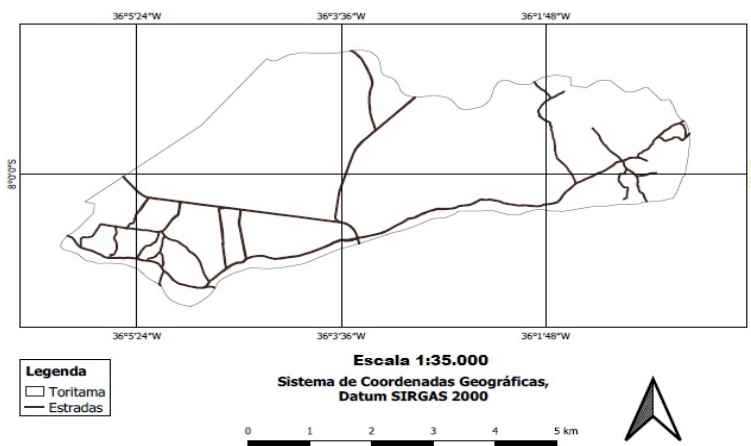 36°5'24"W 36°3'36"W 36°1'48"W
8°0'0"S
36°5'24"W 36°3'36"W 36°1'48"W
Legenda
Toritama
Estradas
Escala 1:35.000
Sistema de Coordenadas Geográficas,
Datum SIRGAS 2000
0 1 2 3 4 5 km